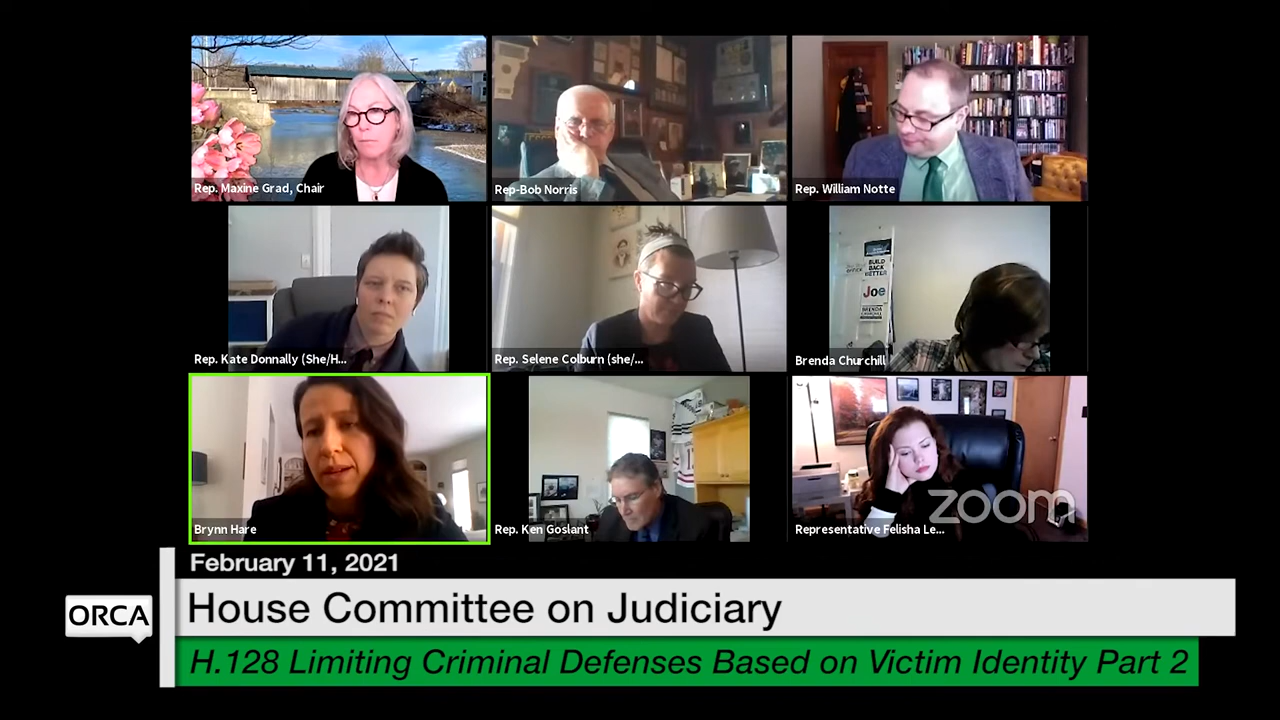 Rep. Maxine Grad, Chair
Rep-Bob Norris
Rep. William Notte
Rep. Kate Donnally (She/H...
Rep. Selene Colburn (she/...
BUILD
BACK
BETTER
Joe
BRENDA
CHURCHILL
Brenda Churchill
Brynn Hare
Rep. Ken Goslant
zoom
Representative Felisha Le...
February 11, 2021
ORCA
House Committee on Judiciary
H.128 Limiting Criminal Defenses Based on Victim Identity Part 2